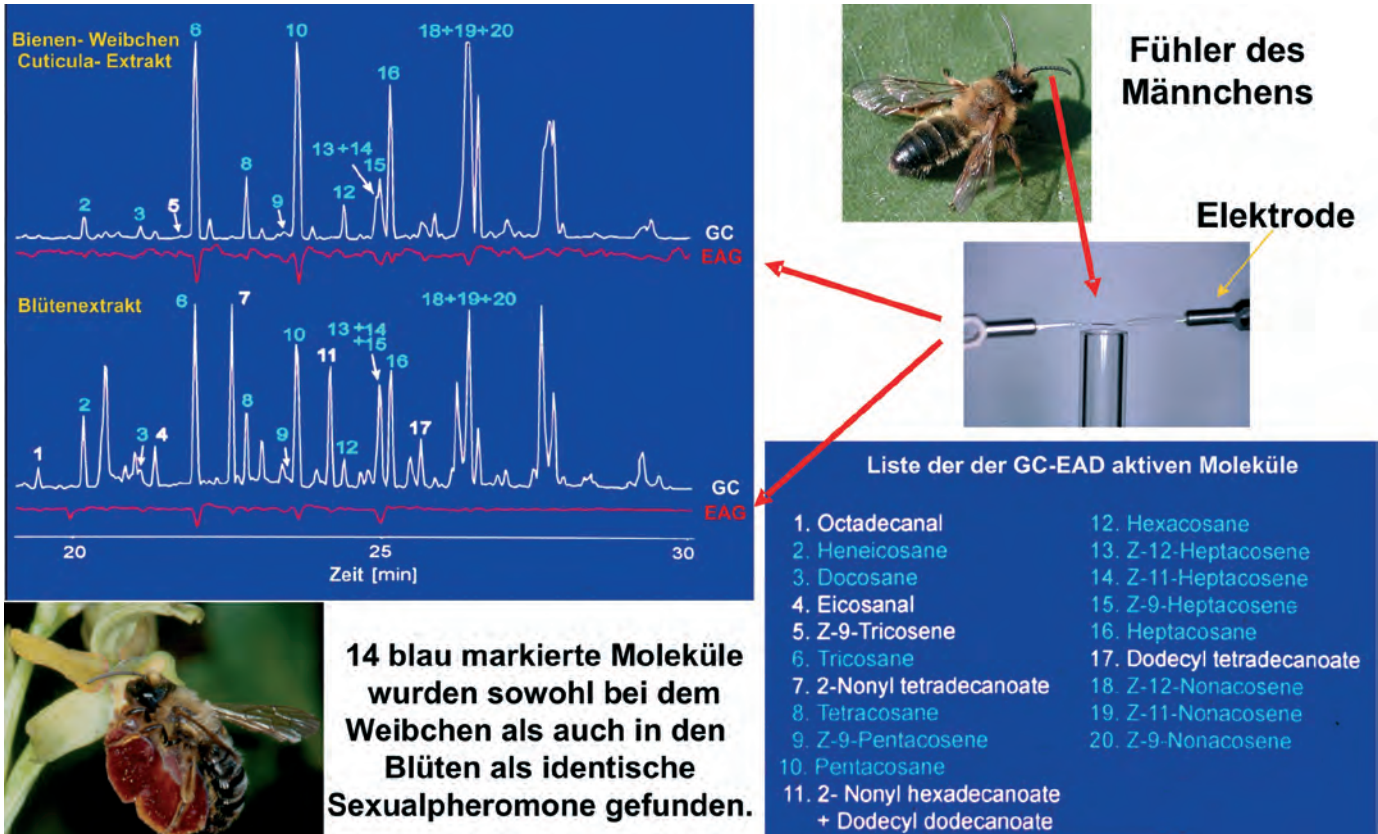 Bienen- Weibchen
Cuticula- Extrakt
6
10
18+19+20
16
13+14
15
8
12
2
3
5
9
GC
EAG
Blütenextrakt
6
7
18+19+20
10
13+14
+15
11
16
2
8
17
3
4
9
12
1
GC
EAG
20
25
30
Zeit [min]
Fühler des
Männchens
Elektrode
14 blau markierte Moleküle
wurden sowohl bei dem
Weibchen als auch in den
Blüten als identische
Sexualpheromone gefunden.
Liste der der GC-EAD aktiven Moleküle
1. Octadecanal
2. Heneicosane
3. Docosane
4. Eicosanal
5. Z-9-Tricosene
6. Tricosane
7. 2-Nonyl tetradecanoate
8. Tetracosane
9. Z-9-Pentacosene
10. Pentacosane
11. 2- Nonyl hexadecanoate
+ Dodecyl dodecanoate
12. Hexacosane
13. Z-12-Heptacosene
14. Z-11-Heptacosene
15. Z-9-Heptacosene
16. Heptacosane
17. Dodecyl tetradecanoate
18. Z-12-Nonacosene
19. Z-11-Nonacosene
20. Z-9-Nonacosene